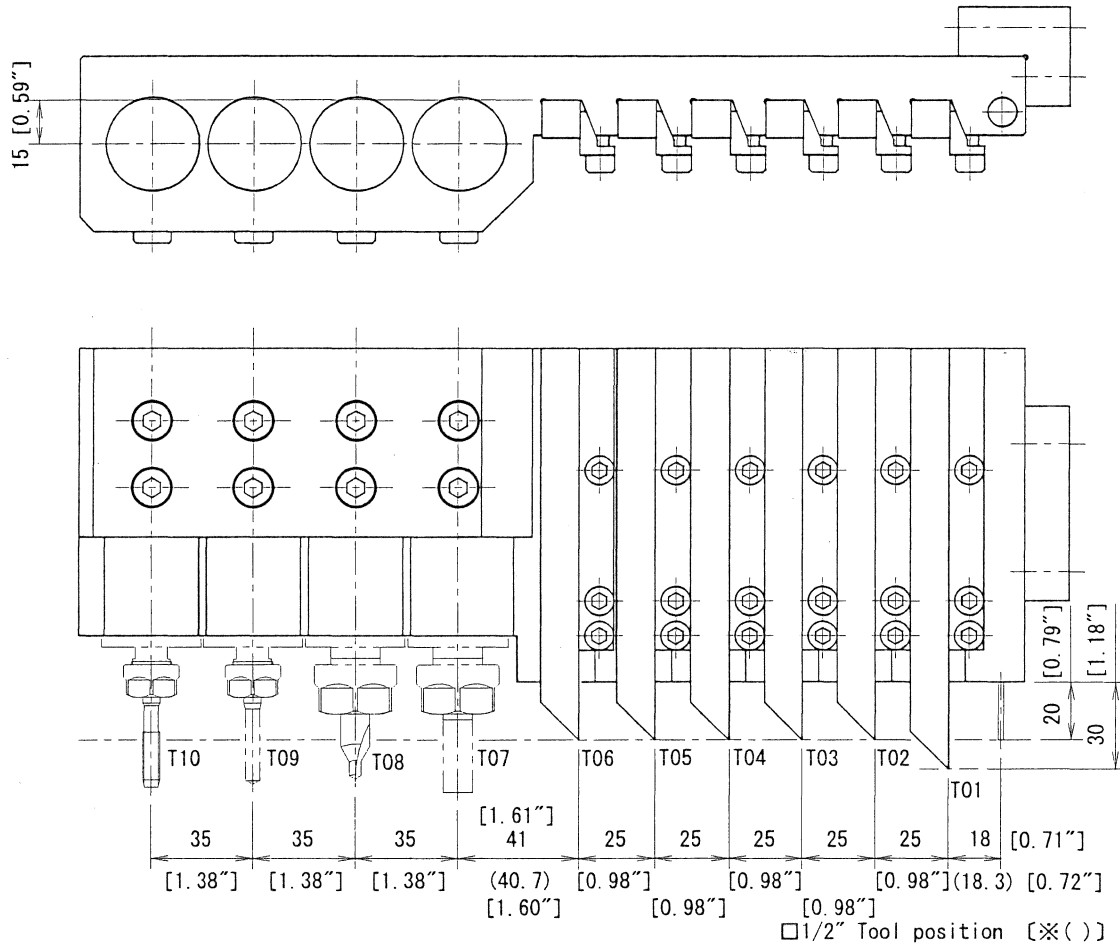 15 [0.59″]
[0.79″]
[1.18″]
20
30
T10
T09
T08
T07
T06
T05
T04
T03
T02
T01
[1.61″]
35 35 35 41 25 25 25 25 25 18 [0.71″]
[1.38″] [1.38″] [1.38″] (40.7) [0.98″] [0.98″] [0.98″] (18.3) [0.72″]
[1.60″] [0.98″] [0.98″]
□1/2″ Tool position [※( )]